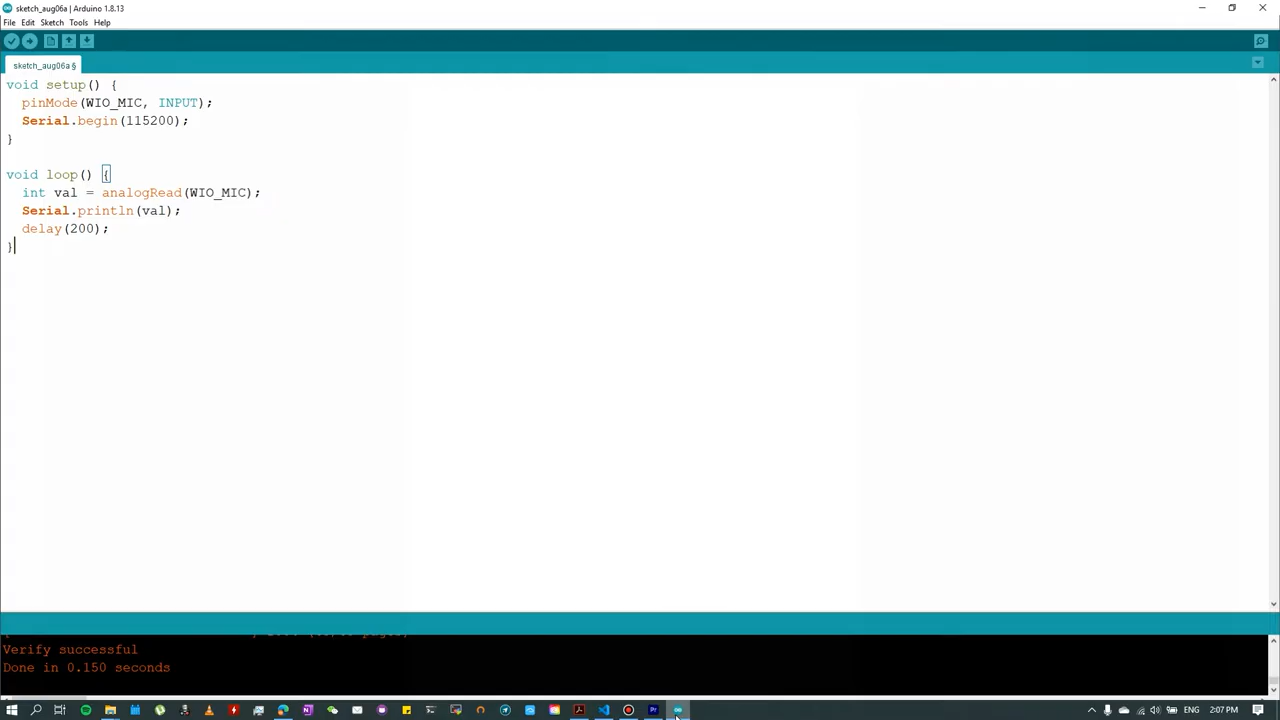 sketch_aug06a | Arduino 1.8.13
File Edit Sketch Tools Help
sketch_aug06a §
void setup() {
  pinMode(WIO_MIC, INPUT);
  Serial.begin(115200);
}
void loop() {
  int val = analogRead(WIO_MIC);
  Serial.println(val);
  delay(200);
}
Verify successful
Done in 0.150 seconds
ENG 2:07 PM